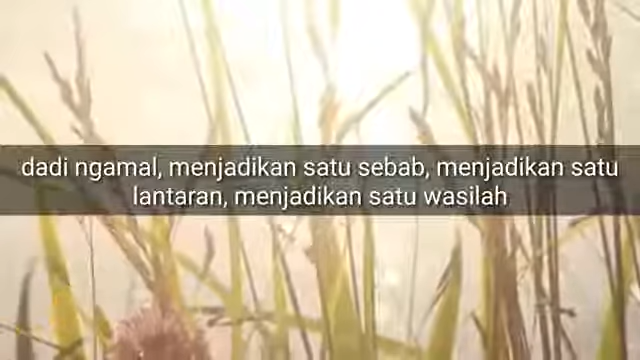 dadi ngamal, menjadikan satu sebab, menjadikan satu
lantaran, menjadikan satu wasilah